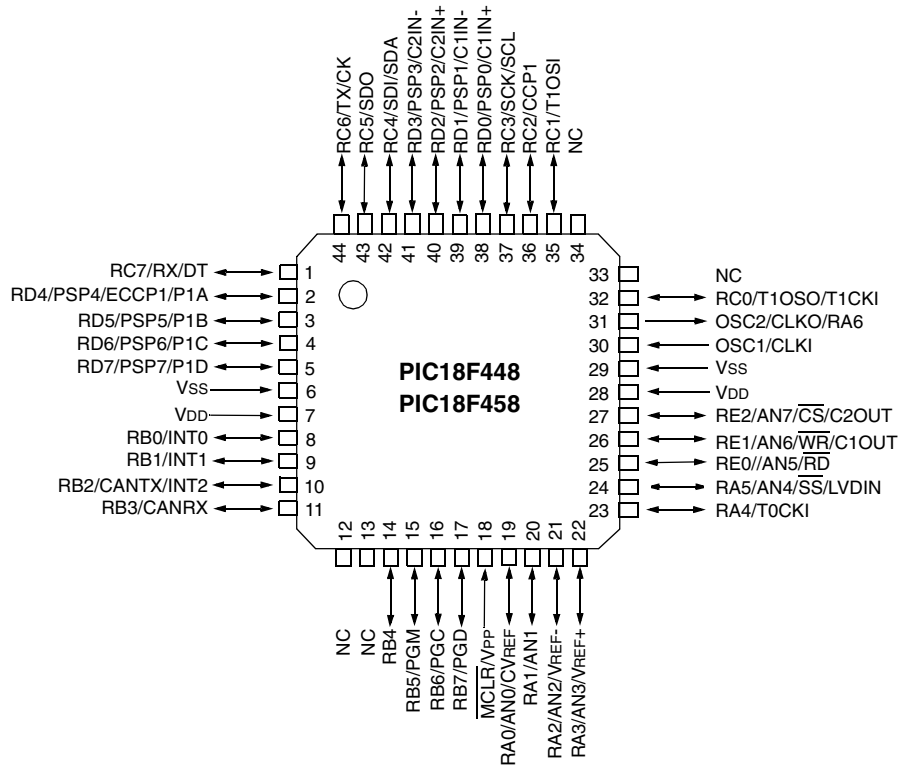 RC6/TX/CK
RC5/SDO
RC4/SDI/SDA
RD3/PSP3/C2IN-
RD2/PSP2/C2IN+
RD1/PSP1/C1IN-
RD0/PSP0/C1IN+
RC3/SCK/SCL
RC2/CCP1
RC1/T1OSI
NC
44
43
42
41
40
39
38
37
36
35
34
RC7/RX/DT 1
RD4/PSP4/ECCP1/P1A 2
RD5/PSP5/P1B 3
RD6/PSP6/P1C 4
RD7/PSP7/P1D 5
VSS 6
VDD 7
RB0/INT0 8
RB1/INT1 9
RB2/CANTX/INT2 10
RB3/CANRX 11
PIC18F448
PIC18F458
33 NC
32 RC0/T1OSO/T1CKI
31 OSC2/CLKO/RA6
30 OSC1/CLKI
29 VSS
28 VDD
27 RE2/AN7/CS/C2OUT
26 RE1/AN6/WR/C1OUT
25 RE0//AN5/RD
24 RA5/AN4/SS/LVDIN
23 RA4/T0CKI
12
13
14
15
16
17
18
19
20
21
22
NC
NC
RB4
RB5/PGM
RB6/PGC
RB7/PGD
MCLR/VPP
RA0/AN0/CVREF
RA1/AN1
RA2/AN2/VREF-
RA3/AN3/VREF+